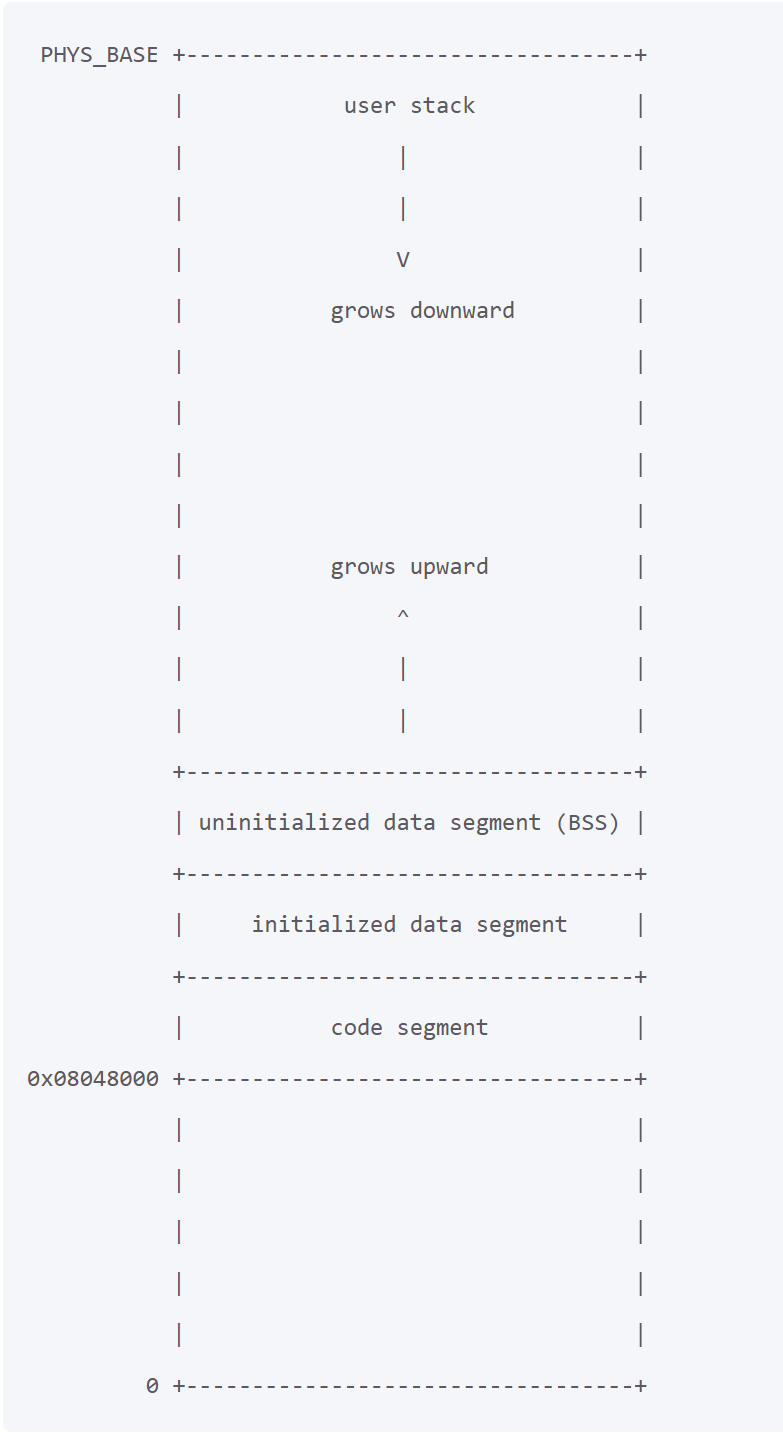 PHYS_BASE +----------------------------------+
          |            user stack            |
          |                |                 |
          |                |                 |
          |                V                 |
          |           grows downward         |
          |                                  |
          |                                  |
          |                                  |
          |                                  |
          |           grows upward           |
          |                ^                 |
          |                |                 |
          |                |                 |
          +----------------------------------+
          | uninitialized data segment (BSS) |
          +----------------------------------+
          |     initialized data segment     |
          +----------------------------------+
          |           code segment           |
0x08048000 +----------------------------------+
          |                                  |
          |                                  |
          |                                  |
          |                                  |
          |                                  |
        0 +----------------------------------+